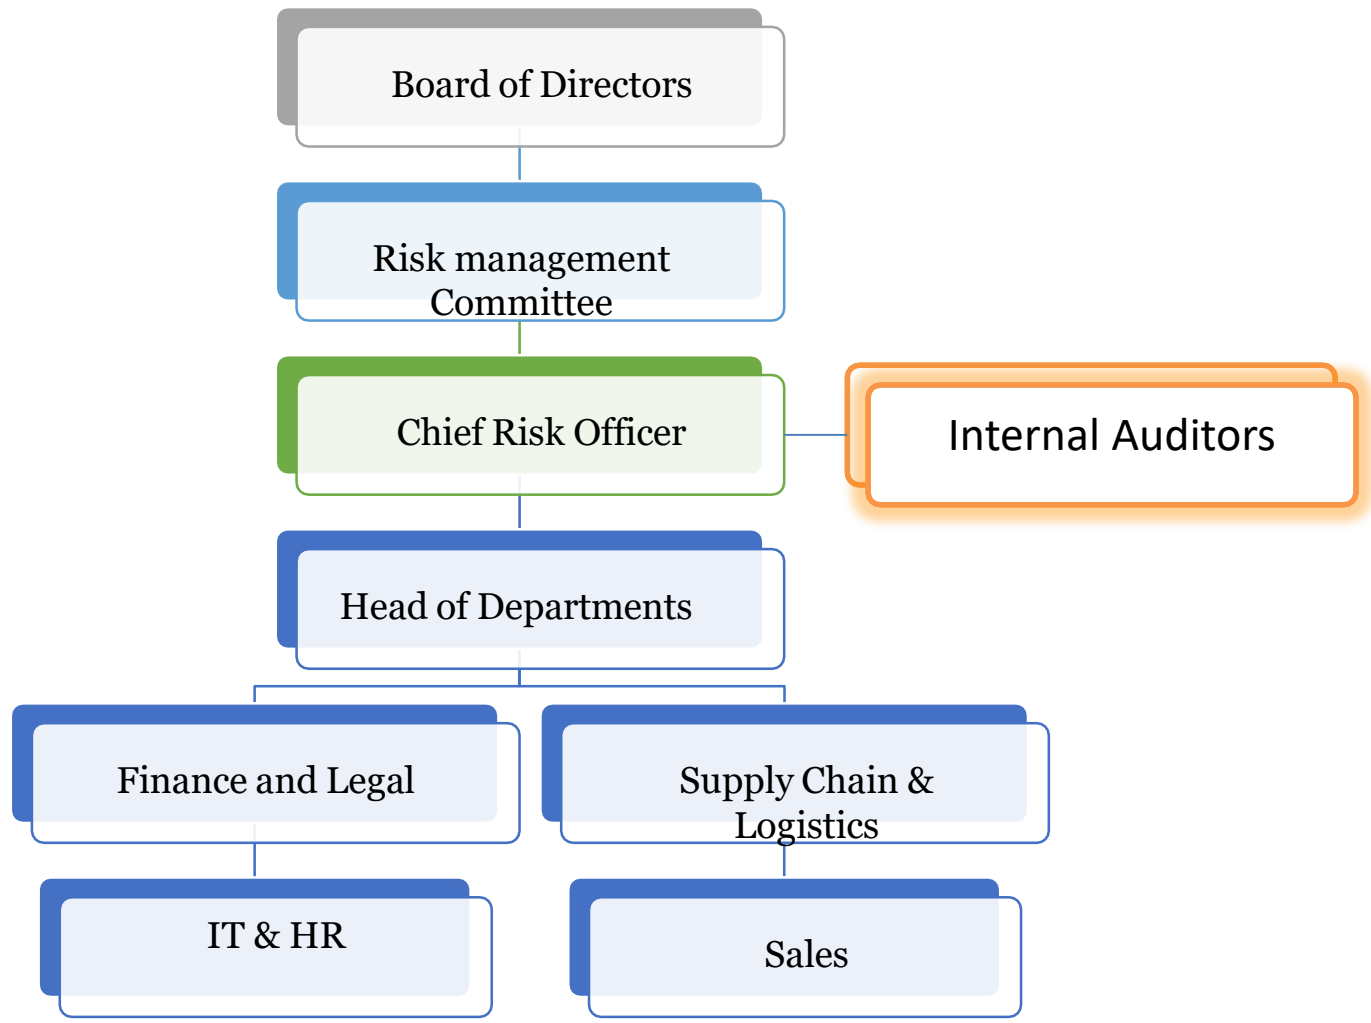 Board of Directors
Risk management
Committee
Chief Risk Officer
Internal Auditors
Head of Departments
Finance and Legal
Supply Chain &
Logistics
IT & HR
Sales